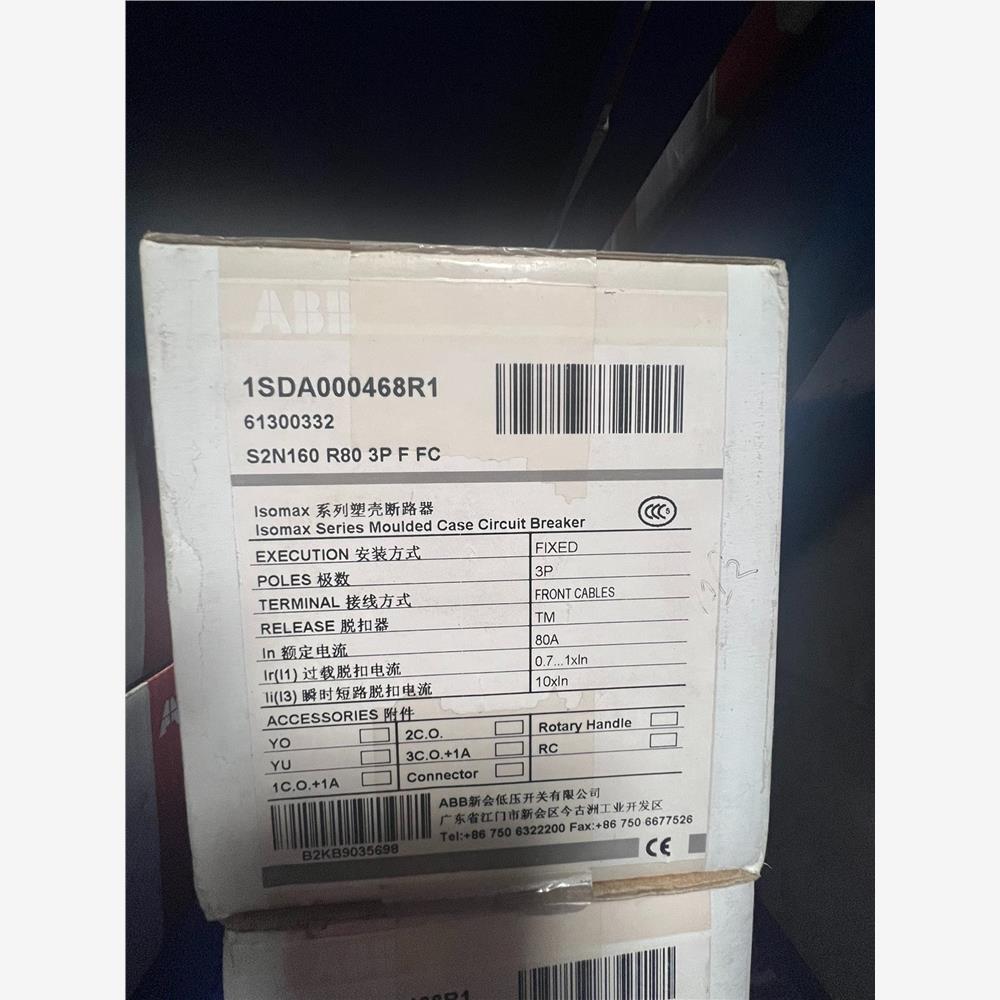 ABB
1SDA000468R1
61300332
S2N160 R80 3P F FC
Isomax 系列塑壳断路器
Isomax Series Moulded Case Circuit Breaker
CCC S
EXECUTION 安装方式 FIXED
POLES 极数 3P
TERMINAL 接线方式 FRONT CABLES
RELEASE 脱扣器 TM
In 额定电流 80A
Ir(I1) 过载脱扣电流 0.7...1xIn
Ii(I3) 瞬时短路脱扣电流 10xIn
ACCESSORIES 附件
YO 2C.O. Rotary Handle
YU 3C.O.+1A RC
1C.O.+1A Connector
ABB新会低压开关有限公司
广东省江门市新会区今古洲工业开发区
Tel:+86 750 6322200 Fax:+86 750 6677526
B2KB9035698
CE